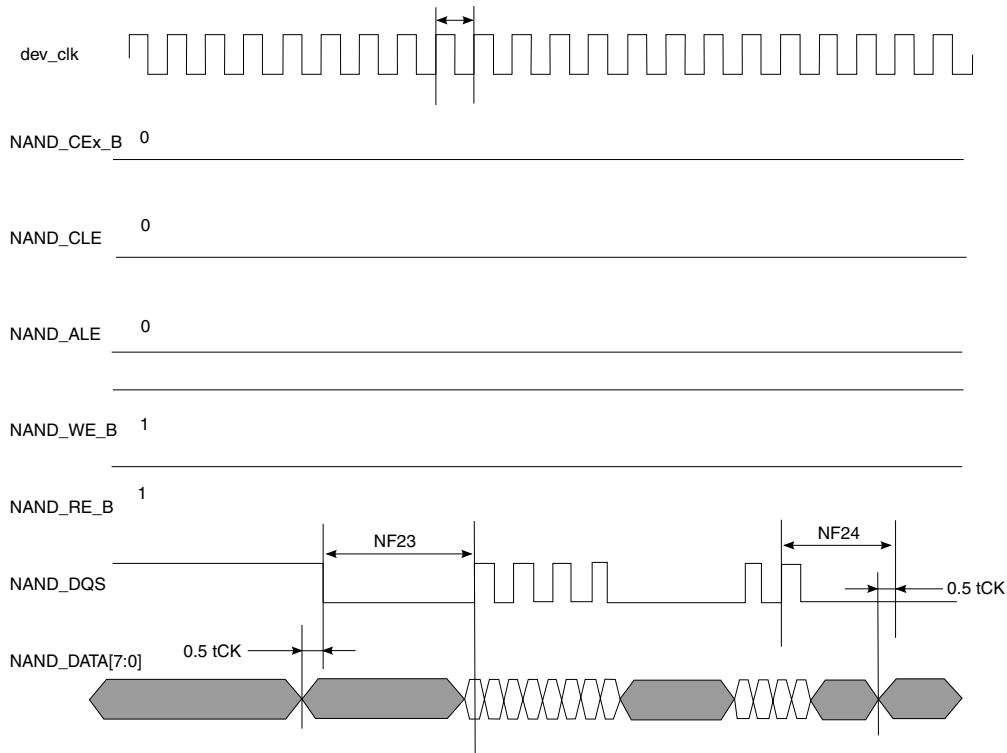 dev_clk
NAND_CEx_B 0
NAND_CLE 0
NAND_ALE 0
NAND_WE_B 1
NAND_RE_B 1
NF23
NF24
NAND_DQS
0.5 tCK
0.5 tCK
NAND_DATA[7:0]